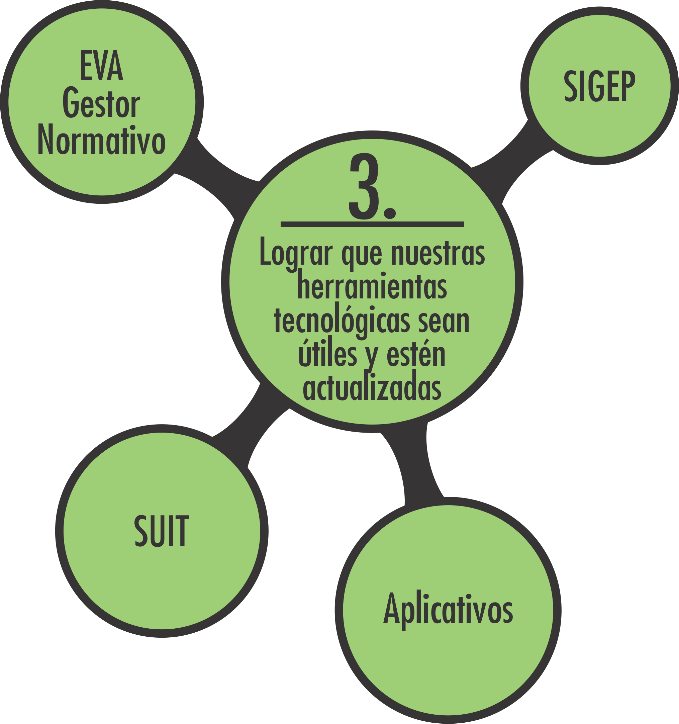 EVA
Gestor
Normativo
SIGEP
3.
Lograr que nuestras
herramientas
tecnológicas sean
útiles y estén
actualizadas
SUIT
Aplicativos